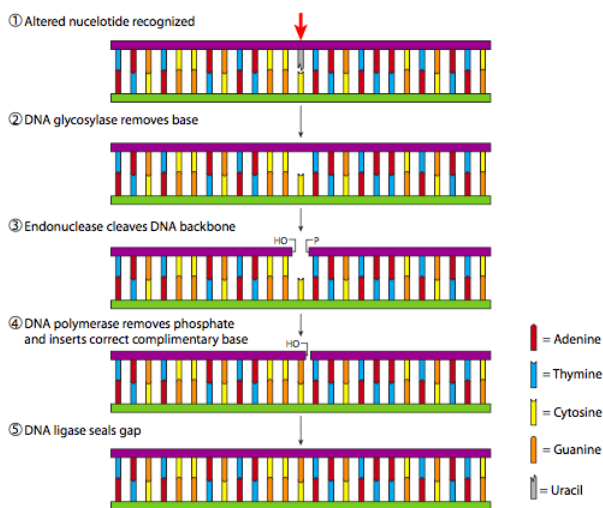 ① Altered nucelotide recognized
② DNA glycosylase removes base
③ Endonuclease cleaves DNA backbone
HO P
④ DNA polymerase removes phosphate
and inserts correct complimentary base
HO
⑤ DNA ligase seals gap
= Adenine
= Thymine
= Cytosine
= Guanine
= Uracil